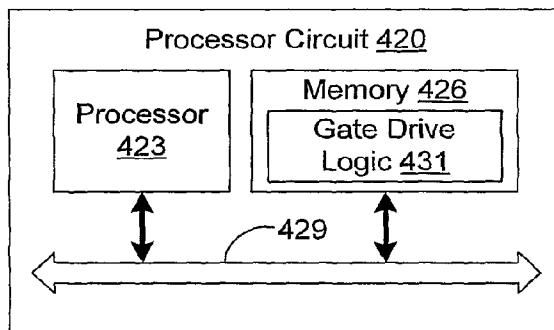 Processor Circuit 420
Processor
423
Memory 426
Gate Drive
Logic 431
429